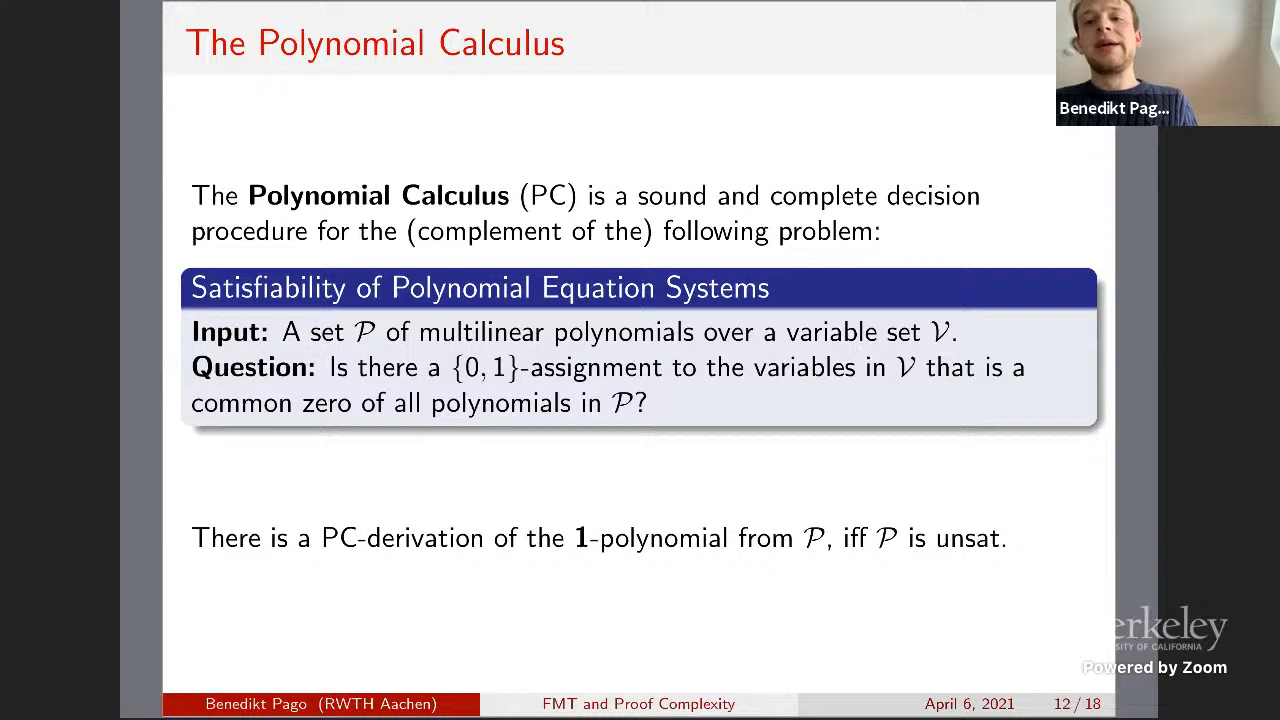 The Polynomial Calculus
Benedikt Pag...
The Polynomial Calculus (PC) is a sound and complete decision
procedure for the (complement of the) following problem:
Satisfiability of Polynomial Equation Systems
Input: A set 𝒫 of multilinear polynomials over a variable set 𝒱.
Question: Is there a {0, 1}-assignment to the variables in 𝒱 that is a
common zero of all polynomials in 𝒫?
There is a PC-derivation of the 1-polynomial from 𝒫, iff 𝒫 is unsat.
erkeley
SITY OF CALIFORNIA
Powered by Zoom
Benedikt Pago (RWTH Aachen) FMT and Proof Complexity April 6, 2021 12 / 18